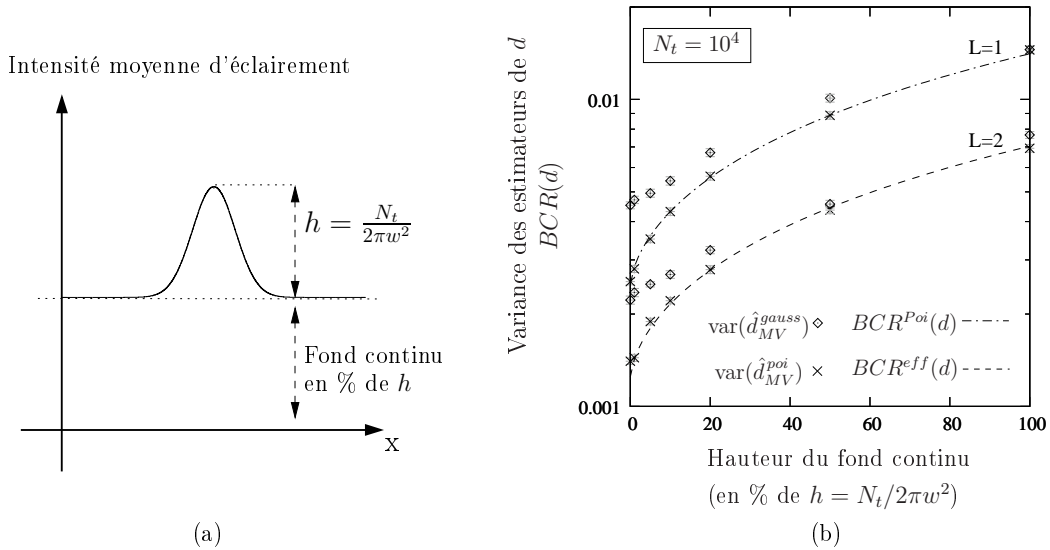 Intensité moyenne d'éclairement
h = N_t / 2πw^2
Fond continu
en % de h
X
(a)
Variance des estimateurs de d
BCR(d)
N_t = 10^4
L=1
L=2
0.01
0.001
var(d̂_{MV}^{gauss}) BCR^{Poi}(d)
var(d̂_{MV}^{poi}) BCR^{eff}(d)
0 20 40 60 80 100
Hauteur du fond continu
(en % de h = N_t/2πw^2)
(b)